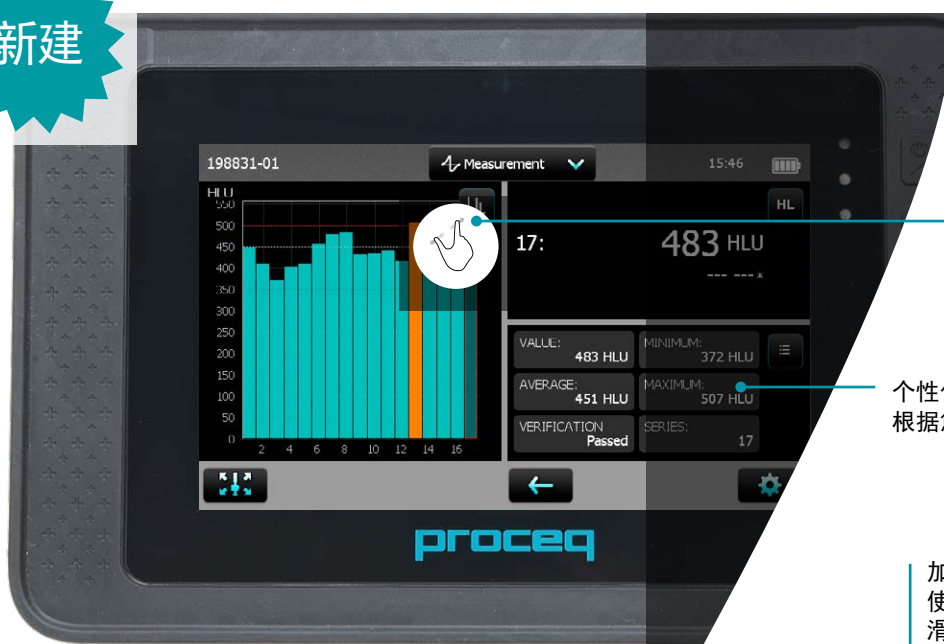 新建
198831-01
Measurement
15:46
HLU
550
500
450
400
350
300
250
200
150
100
50
0
2 4 6 8 10 12 14 16
HL
17:
483 HLU
--- ---*
VALUE:
483 HLU
MINIMUM:
372 HLU
AVERAGE:
451 HLU
MAXIMUM:
507 HLU
VERIFICATION
Passed
SERIES:
17
proceq
个性
根据
加
使
滑